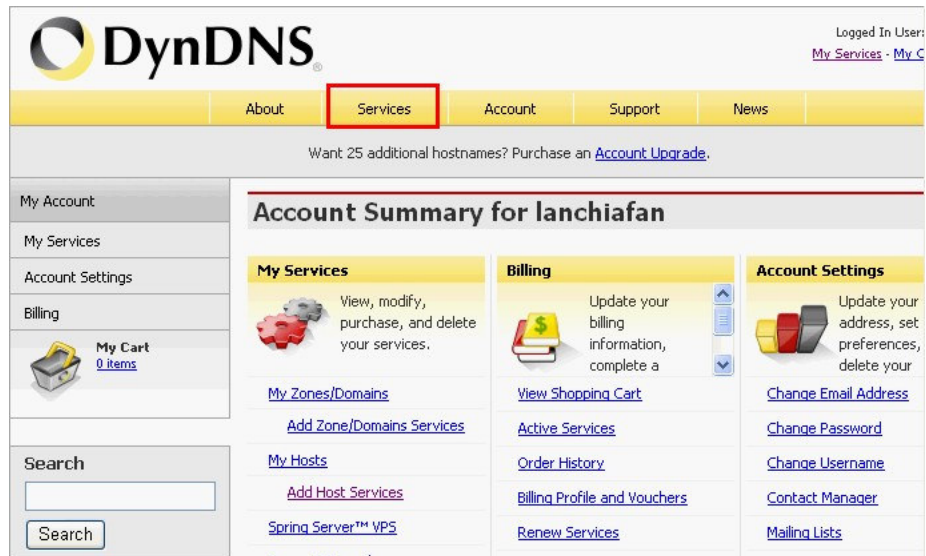 DynDNS®
Logged In User:
My Services - My C
About Services Account Support News
Want 25 additional hostnames? Purchase an Account Upgrade.
My Account
My Services
Account Settings
Billing
My Cart
0 items
Search
Search
Account Summary for lanchiafan
My Services
View, modify,
purchase, and delete
your services.
My Zones/Domains
Add Zone/Domains Services
My Hosts
Add Host Services
Spring Server™ VPS
Billing
Update your
billing
information,
complete a
View Shopping Cart
Active Services
Order History
Billing Profile and Vouchers
Renew Services
Account Settings
Update your
address, set
preferences,
delete your
Change Email Address
Change Password
Change Username
Contact Manager
Mailing Lists